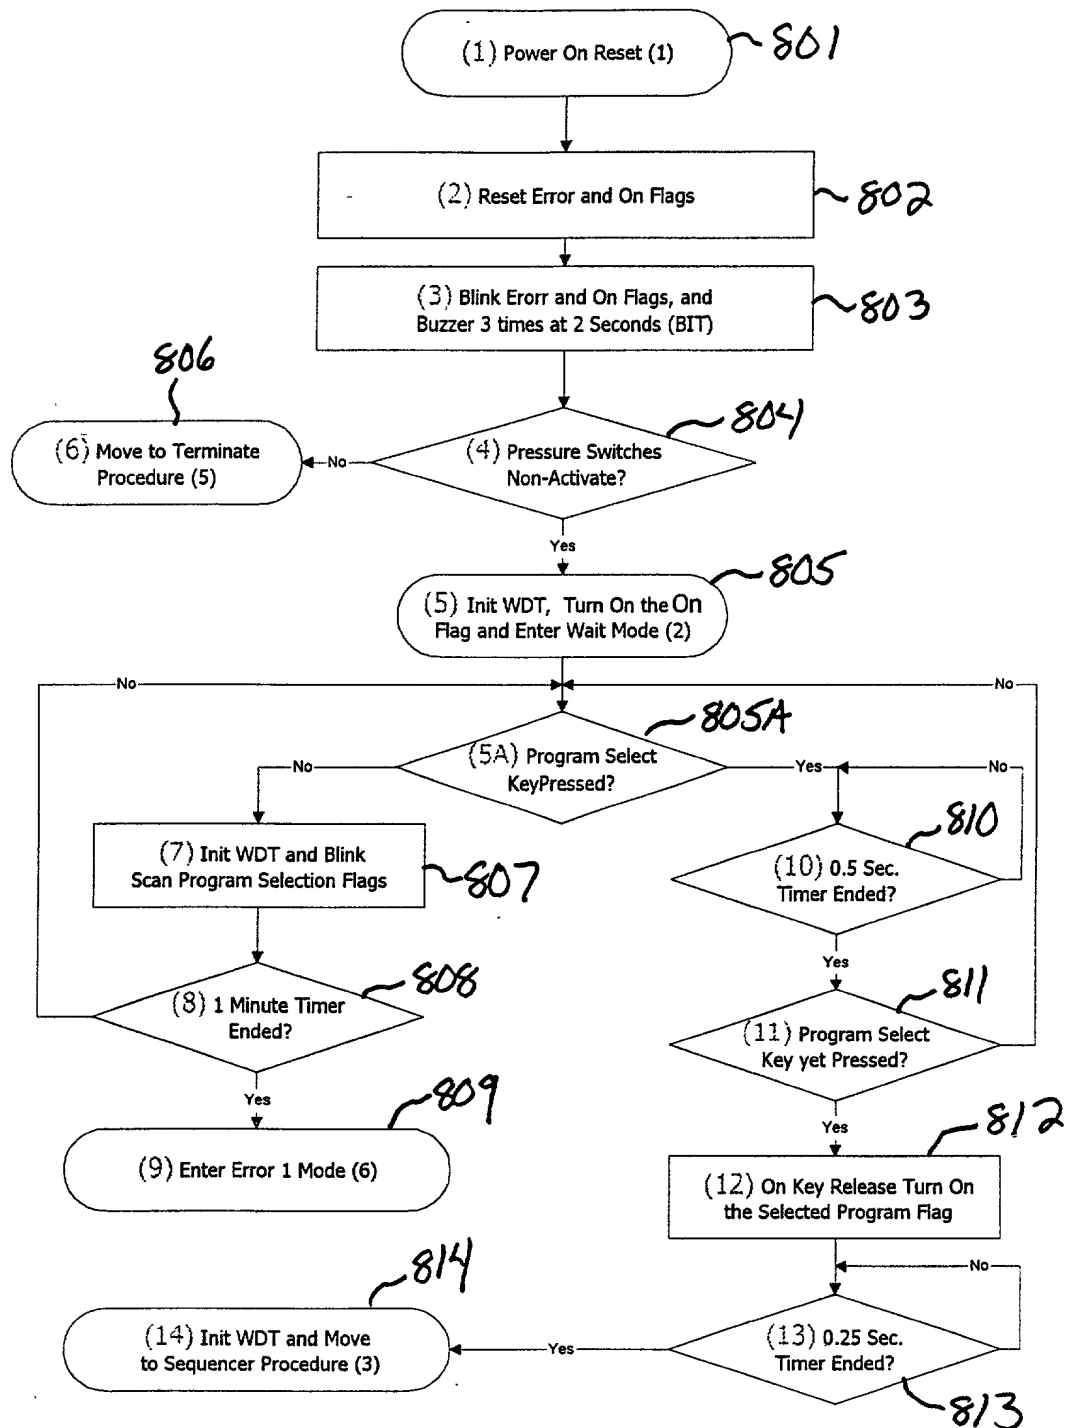 (1) Power On Reset (1)
801
(2) Reset Error and On Flags
802
(3) Blink Erorr and On Flags, and
Buzzer 3 times at 2 Seconds (BIT)
803
806
804
(6) Move to Terminate
Procedure (5)
No
(4) Pressure Switches
Non-Activate?
Yes
805
(5) Init WDT, Turn On the On
Flag and Enter Wait Mode (2)
No
No
805A
(5A) Program Select
KeyPressed?
No
Yes
No
810
(7) Init WDT and Blink
Scan Program Selection Flags
807
(10) 0.5 Sec.
Timer Ended?
Yes
808
(8) 1 Minute Timer
Ended?
811
(11) Program Select
Key yet Pressed?
Yes
809
Yes
812
(9) Enter Error 1 Mode (6)
(12) On Key Release Turn On
the Selected Program Flag
814
No
(14) Init WDT and Move
to Sequencer Procedure (3)
Yes
(13) 0.25 Sec.
Timer Ended?
813